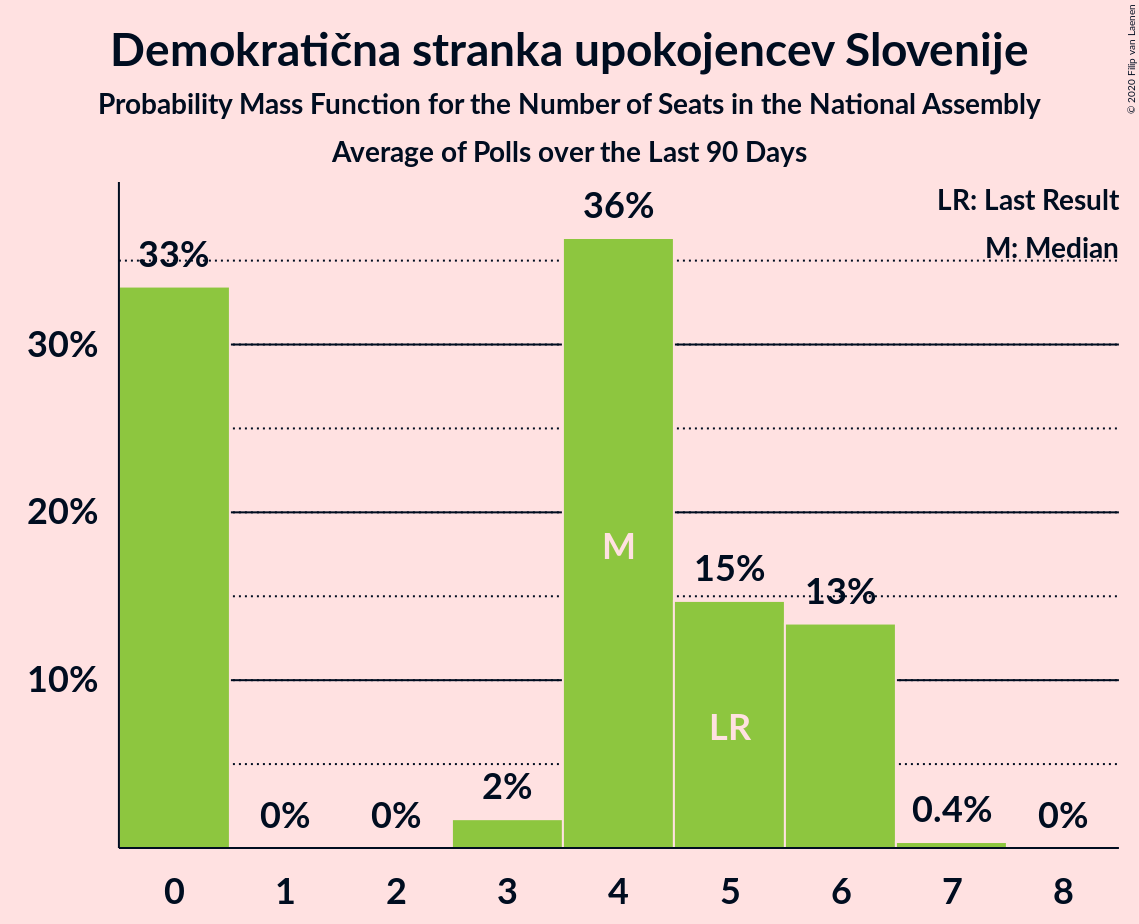 Demokratična stranka upokojencev Slovenije
Probability Mass Function for the Number of Seats in the National Assembly
Average of Polls over the Last 90 Days
© 2020 Filip van Laenen
LR: Last Result
M: Median
36%
33%
30%
20%
10%
M
15%
13%
LR
2%
0%
0%
0.4%
0%
0 1 2 3 4 5 6 7 8